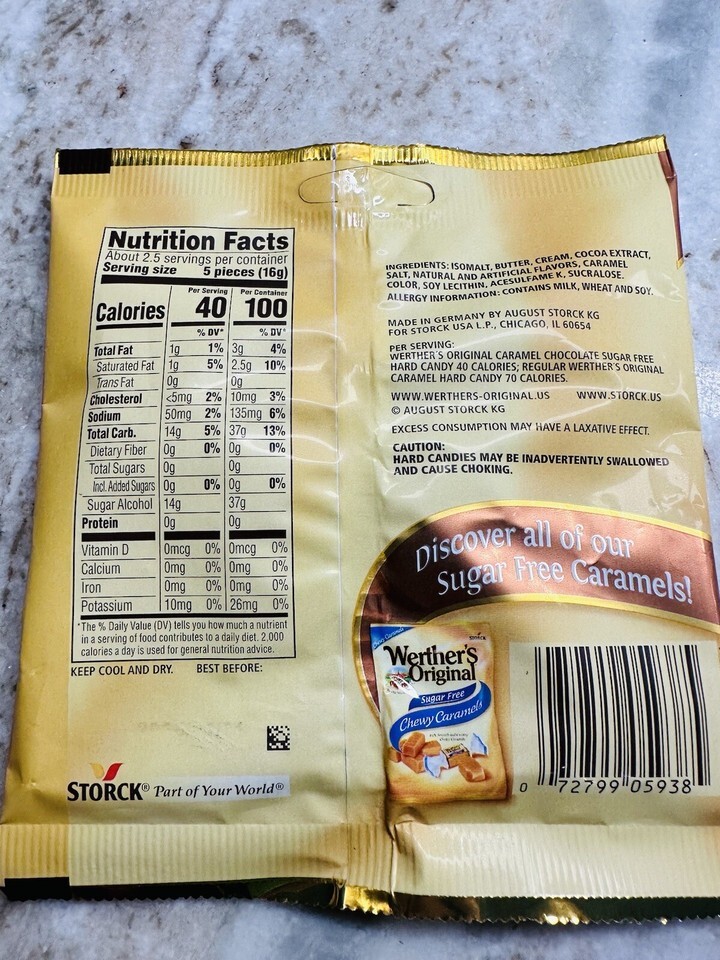 Nutrition Facts
About 2.5 servings per container
Serving size 5 pieces (16g)
Per Serving Per Container
Calories 40 100
% DV* % DV*
Total Fat 1g 1% 3g 4%
Saturated Fat 1g 5% 2.5g 10%
Trans Fat 0g 0g
Cholesterol <5mg 2% 10mg 3%
Sodium 50mg 2% 135mg 6%
Total Carb. 14g 5% 37g 13%
Dietary Fiber 0g 0% 0g 0%
Total Sugars 0g 0g
Incl. Added Sugars 0g 0% 0g 0%
Sugar Alcohol 14g 37g
Protein 0g 0g
Vitamin D 0mcg 0% 0mcg 0%
Calcium 0mg 0% 0mg 0%
Iron 0mg 0% 0mg 0%
Potassium 10mg 0% 26mg 0%
*The % Daily Value (DV) tells you how much a nutrient
in a serving of food contributes to a daily diet. 2,000
calories a day is used for general nutrition advice.
KEEP COOL AND DRY. BEST BEFORE:
STORCK® Part of Your World®
INGREDIENTS: ISOMALT, BUTTER, CREAM, COCOA EXTRACT,
SALT, NATURAL AND ARTIFICIAL FLAVORS, CARAMEL
COLOR, SOY LECITHIN, ACESULFAME K, SUCRALOSE.
ALLERGY INFORMATION: CONTAINS MILK, WHEAT AND SOY.
MADE IN GERMANY BY AUGUST STORCK KG
FOR STORCK USA L.P., CHICAGO, IL 60654
PER SERVING:
WERTHER'S ORIGINAL CARAMEL CHOCOLATE SUGAR FREE
HARD CANDY 40 CALORIES; REGULAR WERTHER'S ORIGINAL
CARAMEL HARD CANDY 70 CALORIES.
WWW.WERTHERS-ORIGINAL.US WWW.STORCK.US
© AUGUST STORCK KG
EXCESS CONSUMPTION MAY HAVE A LAXATIVE EFFECT.
CAUTION:
HARD CANDIES MAY BE INADVERTENTLY SWALLOWED
AND CAUSE CHOKING.
Discover all of our
Sugar Free Caramels!
STORCK
Werther's
Original
Sugar Free
Chewy Caramels
0 72799 05938